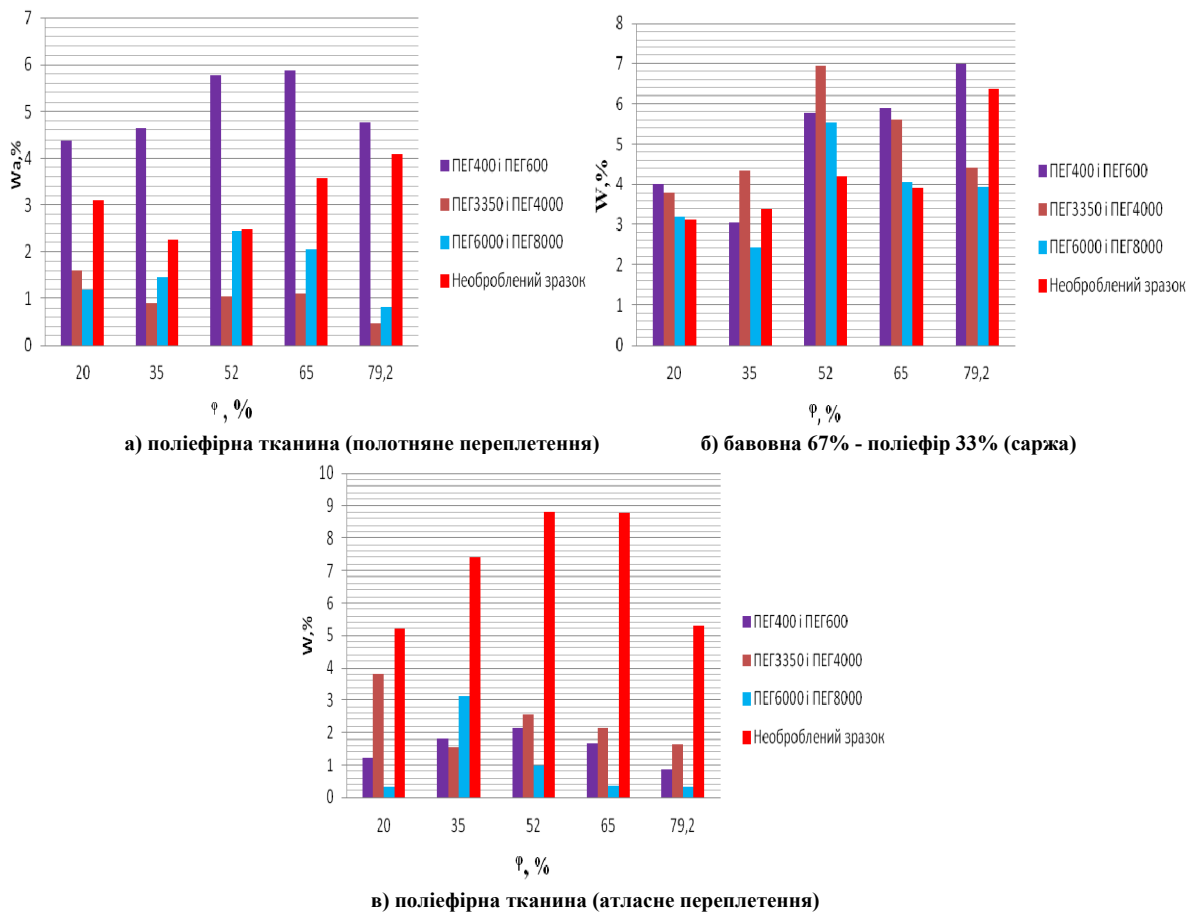 7
6
5
4
3
2
1
0
Wa,%
20 35 52 65 79,2
φ, %
ПЕГ400 і ПЕГ600
ПЕГ3350 і ПЕГ4000
ПЕГ6000 і ПЕГ8000
Необроблений зразок
а) поліефірна тканина (полотняне переплетення)
8
7
6
5
4
3
2
1
0
W,%
20 35 52 65 79,2
φ, %
ПЕГ400 і ПЕГ600
ПЕГ3350 і ПЕГ4000
ПЕГ6000 і ПЕГ8000
Необроблений зразок
б) бавовна 67% - поліефір 33% (саржа)
10
9
8
7
6
5
4
3
2
1
0
W,%
20 35 52 65 79,2
φ, %
ПЕГ400 і ПЕГ600
ПЕГ3350 і ПЕГ4000
ПЕГ6000 і ПЕГ8000
Необроблений зразок
в) поліефірна тканина (атласне переплетення)